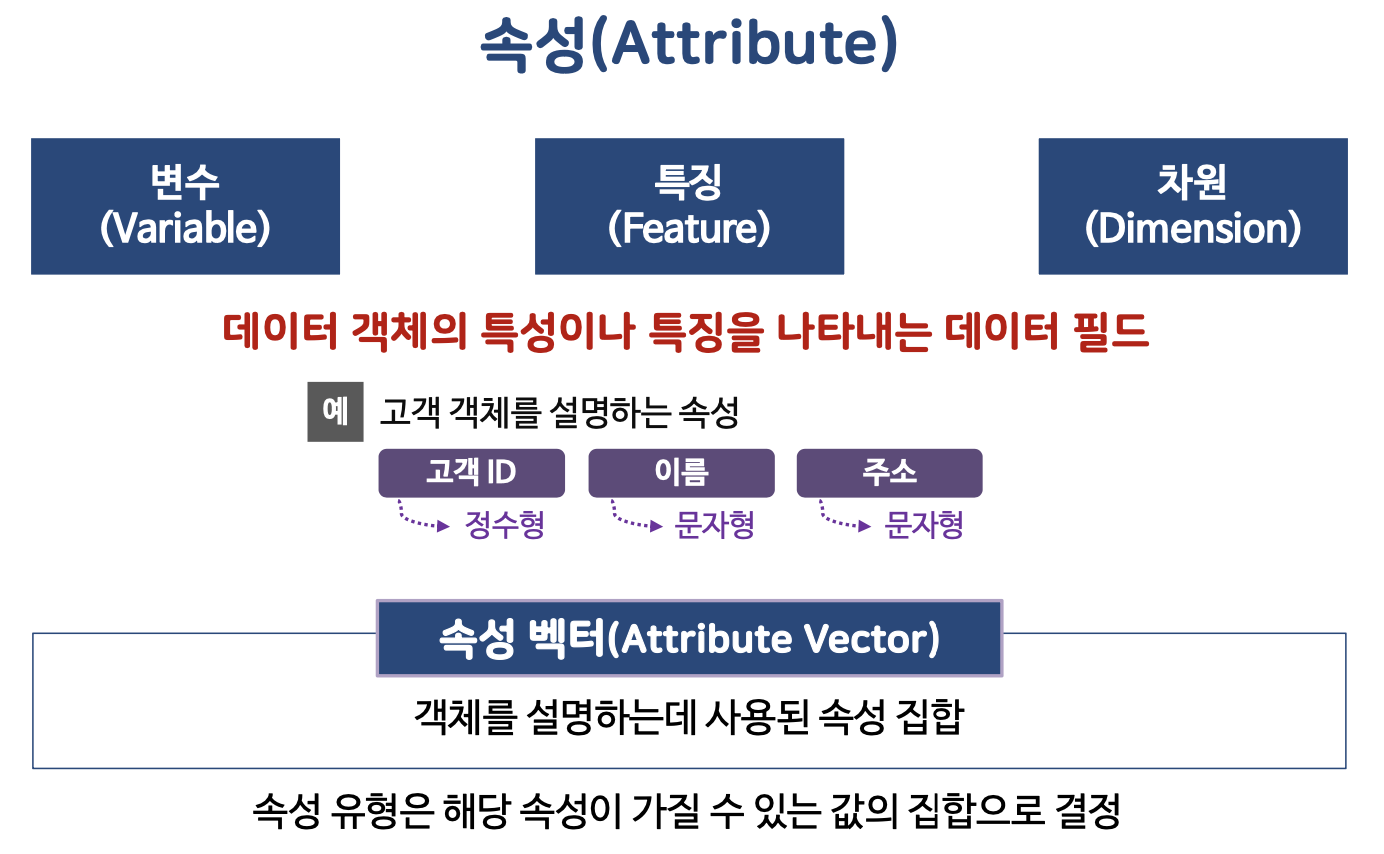 속성(Attribute)
변수
(Variable)
특징
(Feature)
차원
(Dimension)
데이터 객체의 특성이나 특징을 나타내는 데이터 필드
예 고객 객체를 설명하는 속성
고객 ID 이름 주소
정수형 문자형 문자형
속성 벡터(Attribute Vector)
객체를 설명하는데 사용된 속성 집합
속성 유형은 해당 속성이 가질 수 있는 값의 집합으로 결정